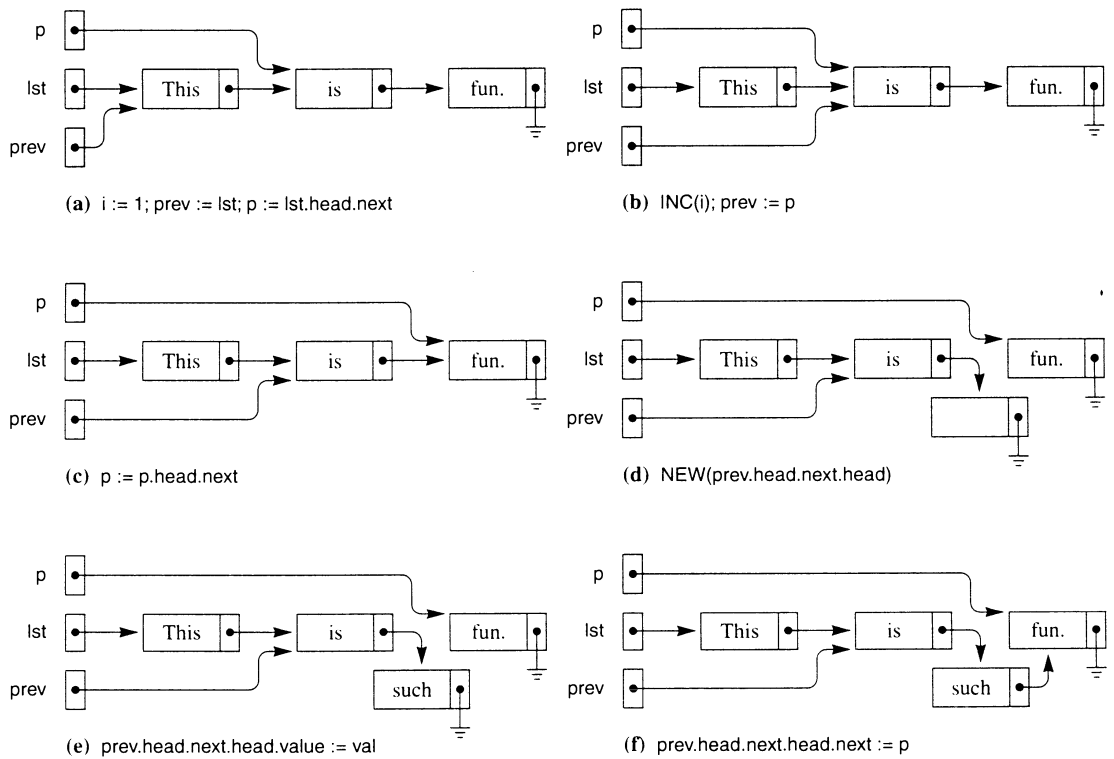 p
lst
prev
This
is
fun.
(a) i := 1; prev := lst; p := lst.head.next
p
lst
prev
This
is
fun.
(b) INC(i); prev := p
p
lst
prev
This
is
fun.
(c) p := p.head.next
p
lst
prev
This
is
fun.
(d) NEW(prev.head.next.head)
p
lst
prev
This
is
fun.
such
(e) prev.head.next.head.value := val
p
lst
prev
This
is
fun.
such
(f) prev.head.next.head.next := p